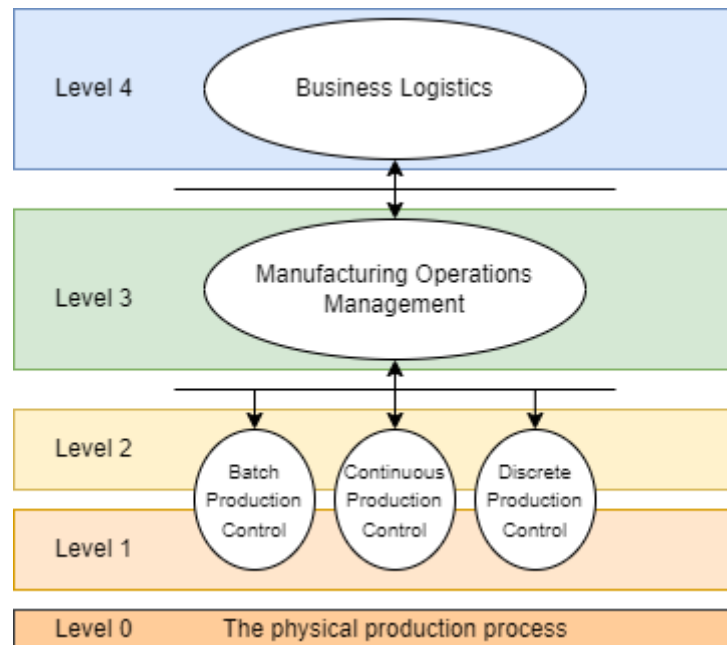 Level 4
Business Logistics
Level 3
Manufacturing Operations
Management
Level 2
Batch
Production
Control
Continuous
Production
Control
Discrete
Production
Control
Level 1
Level 0
The physical production process